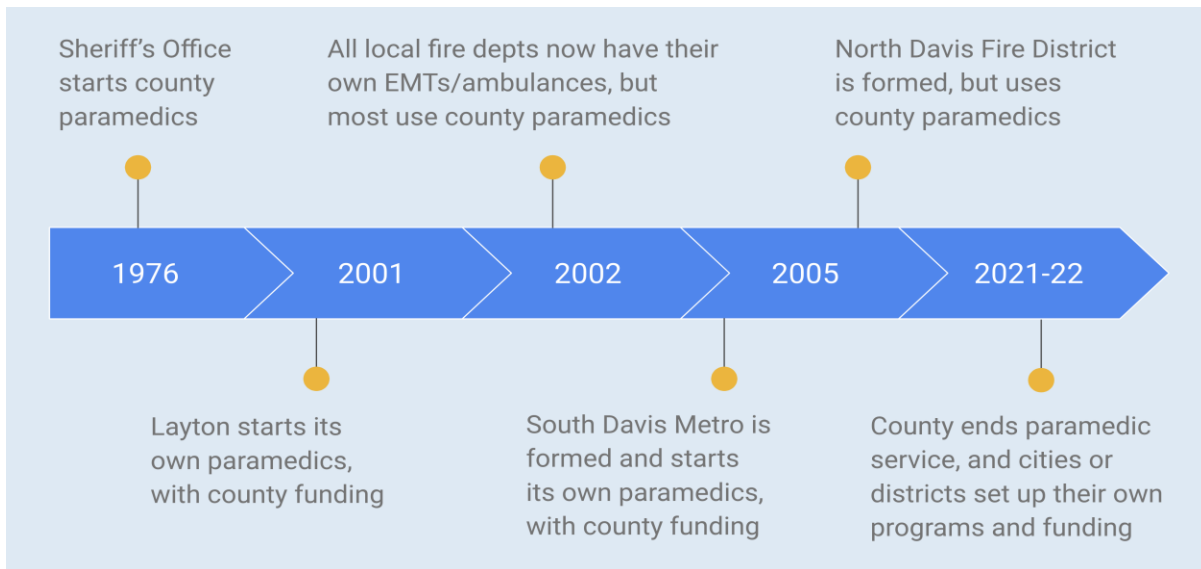 Sheriff’s Office
starts county
paramedics
All local fire depts now have their
own EMTs/ambulances, but
most use county paramedics
North Davis Fire District
is formed, but uses
county paramedics
1976
2001
2002
2005
2021-22
Layton starts its
own paramedics,
with county funding
South Davis Metro is
formed and starts
its own paramedics,
with county funding
County ends paramedic
service, and cities or
districts set up their own
programs and funding